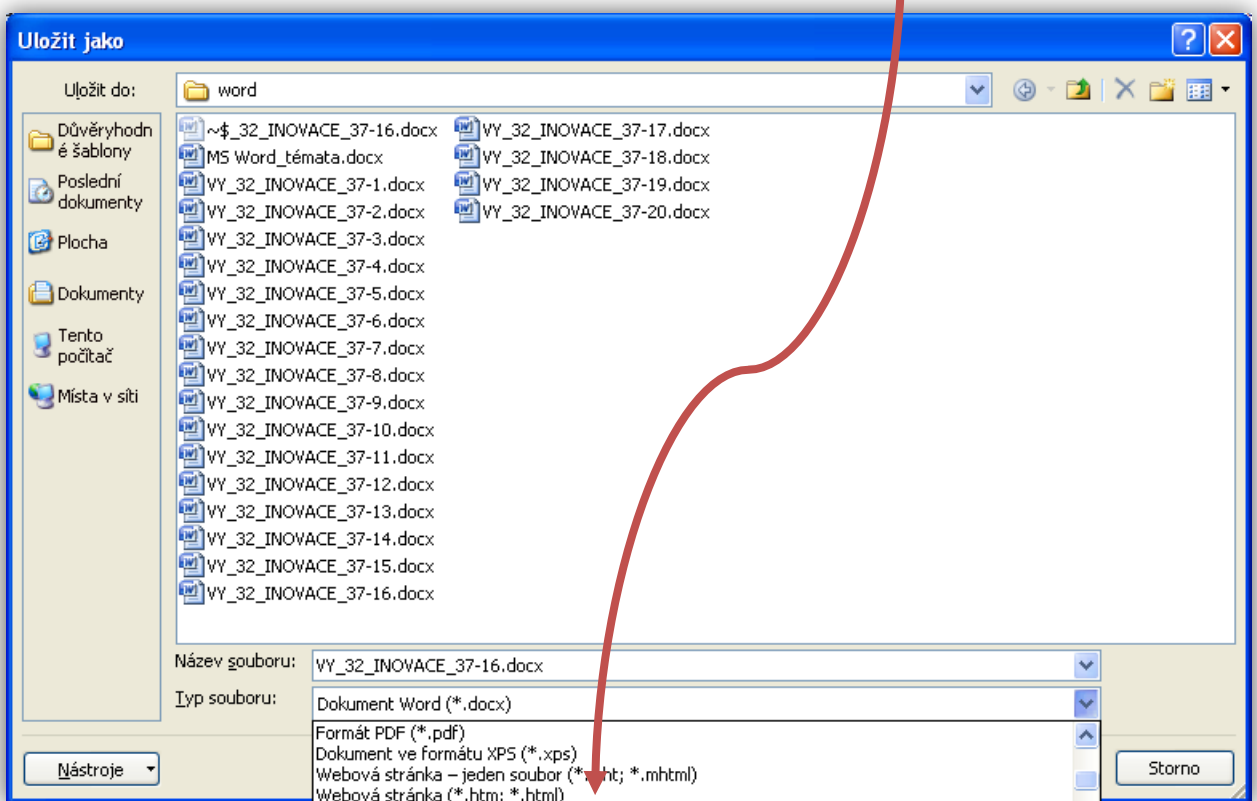 Uložit jako
Uložit do:
word
Důvěryhodn
é šablony
Poslední
dokumenty
Plocha
Dokumenty
Tento
počítač
Místa v síti
~$_32_INOVACE_37-16.docx
MS Word_témata.docx
VY_32_INOVACE_37-1.docx
VY_32_INOVACE_37-2.docx
VY_32_INOVACE_37-3.docx
VY_32_INOVACE_37-4.docx
VY_32_INOVACE_37-5.docx
VY_32_INOVACE_37-6.docx
VY_32_INOVACE_37-7.docx
VY_32_INOVACE_37-8.docx
VY_32_INOVACE_37-9.docx
VY_32_INOVACE_37-10.docx
VY_32_INOVACE_37-11.docx
VY_32_INOVACE_37-12.docx
VY_32_INOVACE_37-13.docx
VY_32_INOVACE_37-14.docx
VY_32_INOVACE_37-15.docx
VY_32_INOVACE_37-16.docx
VY_32_INOVACE_37-17.docx
VY_32_INOVACE_37-18.docx
VY_32_INOVACE_37-19.docx
VY_32_INOVACE_37-20.docx
Název souboru:
VY_32_INOVACE_37-16.docx
Typ souboru:
Dokument Word (*.docx)
Formát PDF (*.pdf)
Dokument ve formátu XPS (*.xps)
Webová stránka – jeden soubor *.mhtml)
Webová stránka (*.htm; *.html)
Nástroje
Storno